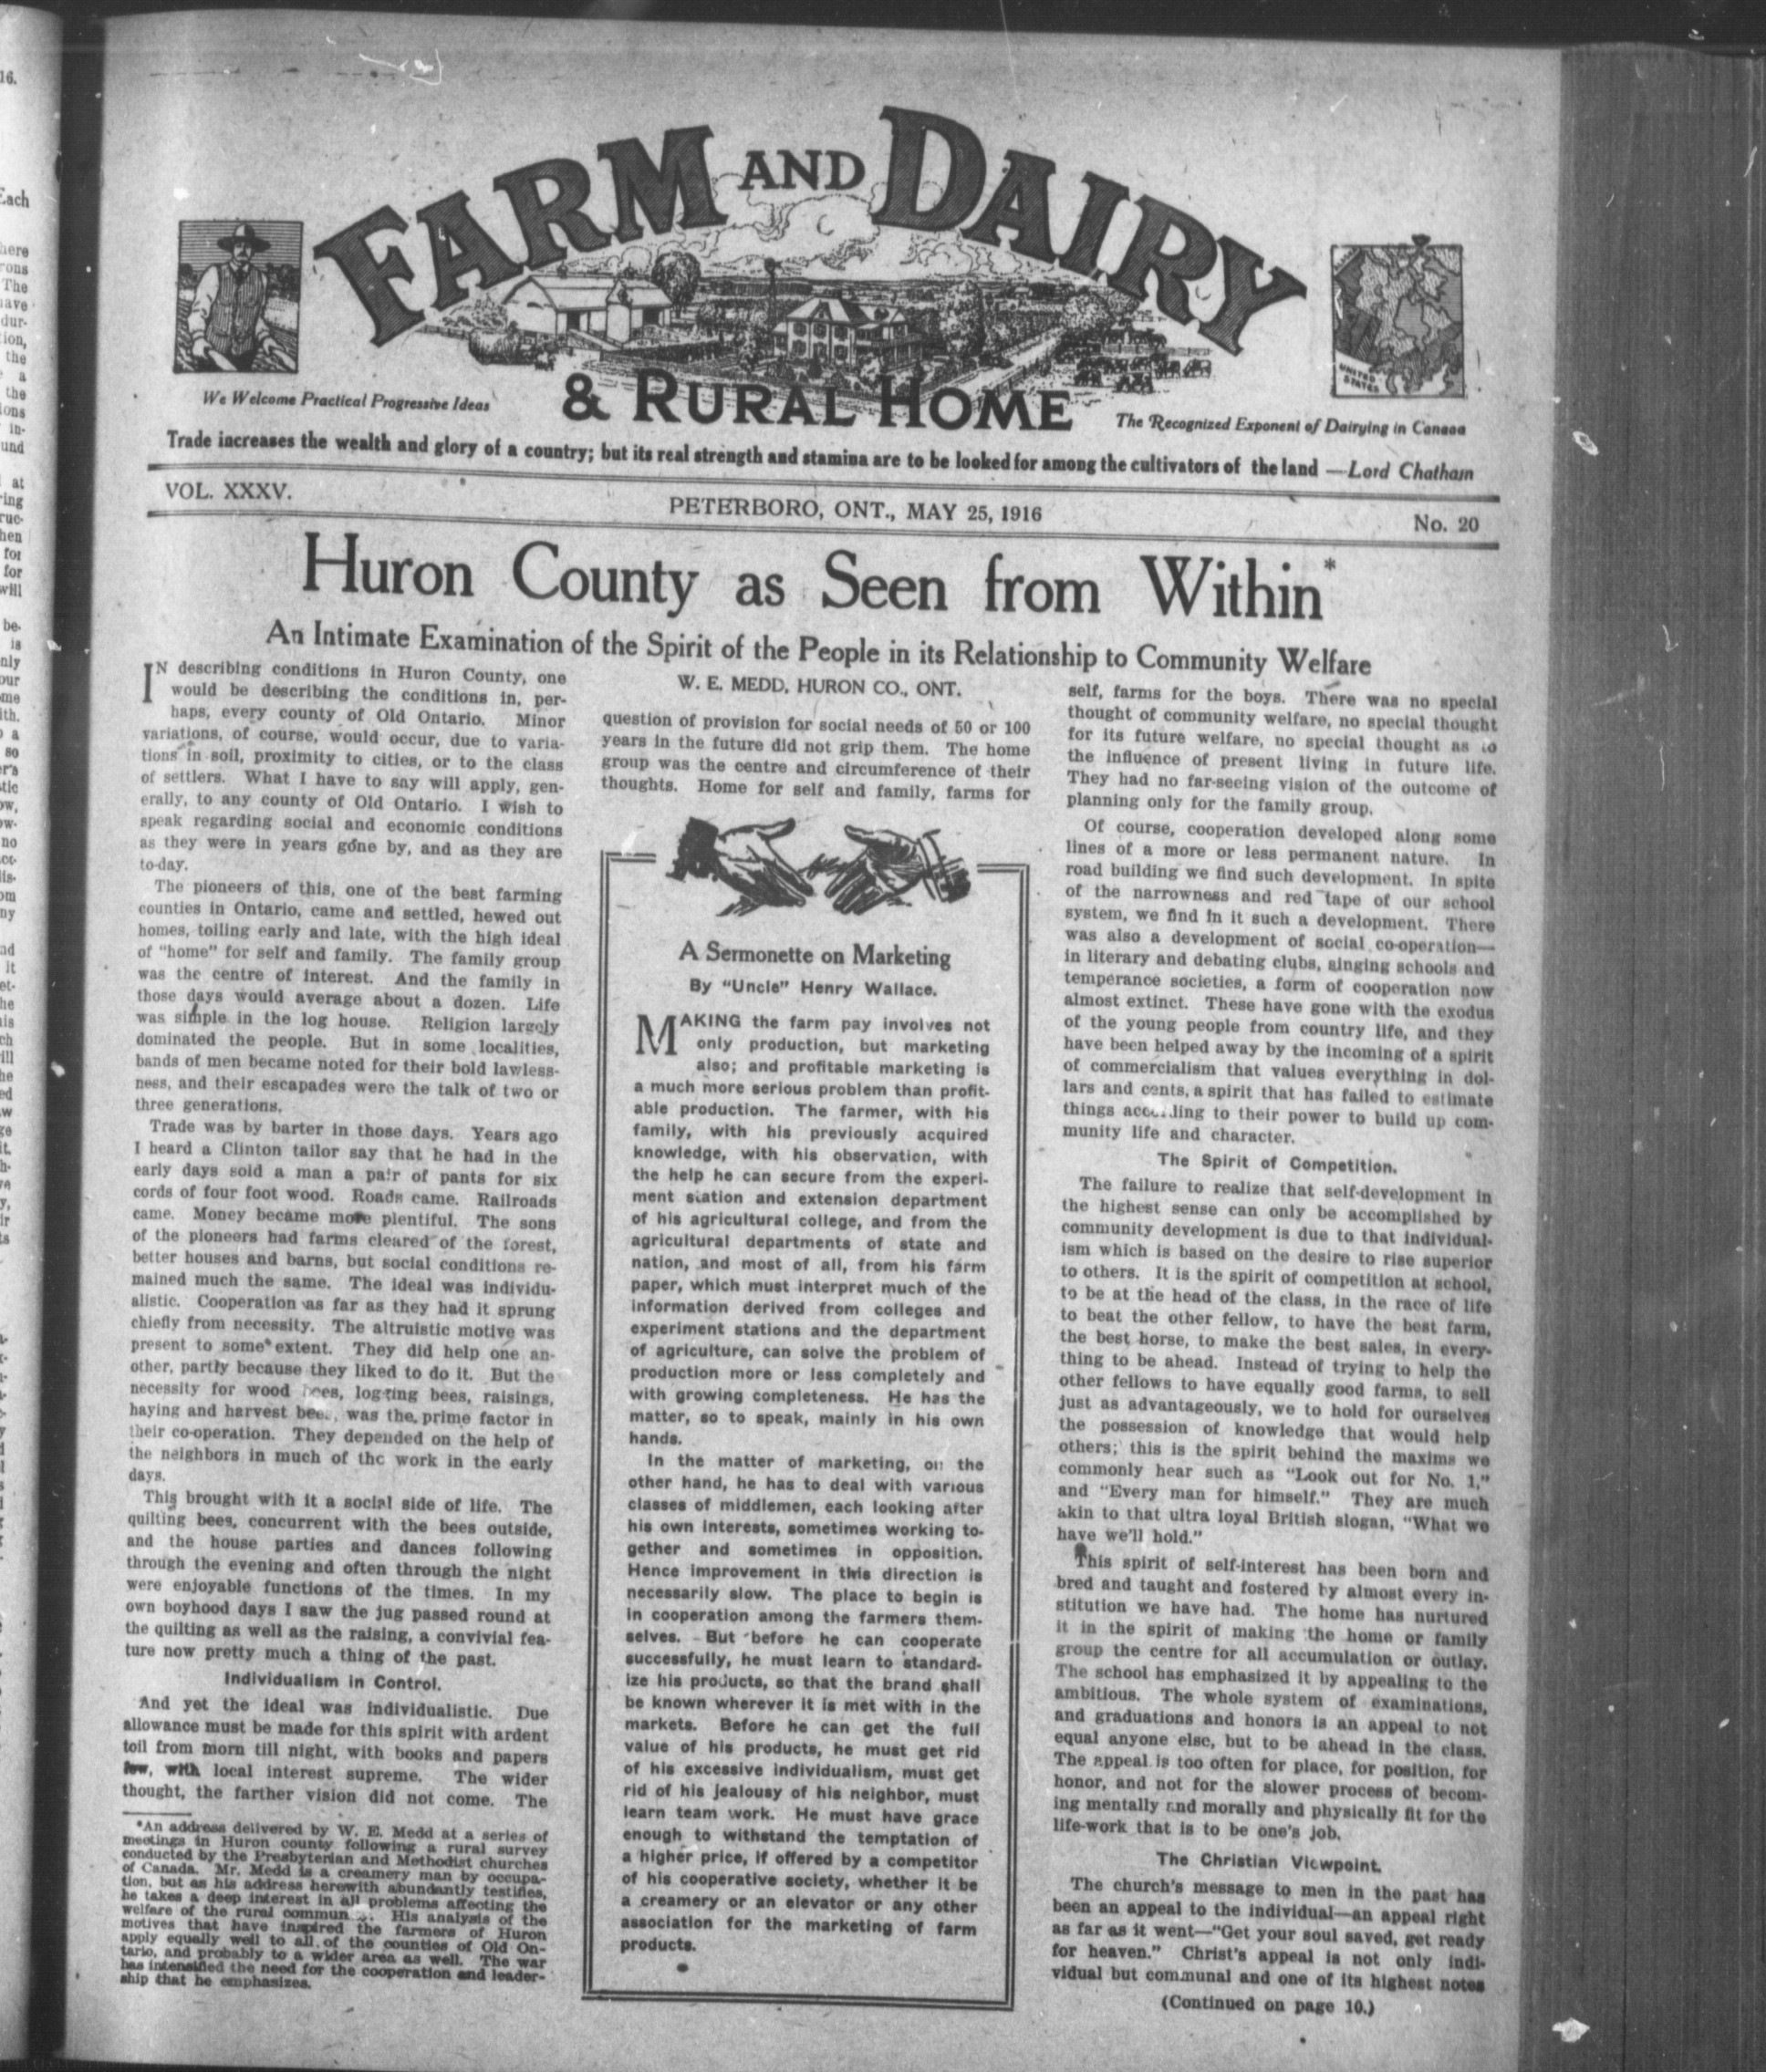 FARM AND DAIRY
& RURAL HOME
We Welcome Practical Progressive Ideas
The Recognized Exponent of Dairying in Canada
UNITED
STATES
Trade increases the wealth and glory of a country; but its real strength and stamina are to be looked for among the cultivators of the land —Lord Chatham
VOL. XXXV.
PETERBORO, ONT., MAY 25, 1916
No. 20
Huron County as Seen from Within*
An Intimate Examination of the Spirit of the People in its Relationship to Community Welfare
IN describing conditions in Huron County, one
would be describing the conditions in, per-
haps, every county of Old Ontario. Minor
variations, of course, would occur, due to varia-
tions in soil, proximity to cities, or to the class
of settlers. What I have to say will apply, gen-
erally, to any county of Old Ontario. I wish to
speak regarding social and economic conditions
as they were in years gone by, and as they are
to-day.
The pioneers of this, one of the best farming
counties in Ontario, came and settled, hewed out
homes, toiling early and late, with the high ideal
of "home" for self and family. The family group
was the centre of interest. And the family in
those days would average about a dozen. Life
was simple in the log house. Religion largely
dominated the people. But in some localities,
bands of men became noted for their bold lawless-
ness, and their escapades were the talk of two or
three generations.
Trade was by barter in those days. Years ago
I heard a Clinton tailor say that he had in the
early days sold a man a pair of pants for six
cords of four foot wood. Roads came. Railroads
came. Money became more plentiful. The sons
of the pioneers had farms cleared of the forest,
better houses and barns, but social conditions re-
mained much the same. The ideal was individu-
alistic. Cooperation as far as they had it sprung
chiefly from necessity. The altruistic motive was
present to some extent. They did help one an-
other, partly because they liked to do it. But the
necessity for wood bees, logging bees, raisings,
haying and harvest bees, was the prime factor in
their co-operation. They depended on the help of
the neighbors in much of the work in the early
days.
This brought with it a social side of life. The
quilting bees, concurrent with the bees outside,
and the house parties and dances following
through the evening and often through the night
were enjoyable functions of the times. In my
own boyhood days I saw the jug passed round at
the quilting as well as the raising, a convivial fea-
ture now pretty much a thing of the past.
Individualism in Control.
And yet the ideal was individualistic. Due
allowance must be made for this spirit with ardent
toil from morn till night, with books and papers
few, with local interest supreme. The wider
thought, the farther vision did not come. The
*An address delivered by W. E. Medd at a series of
meetings in Huron county following a rural survey
conducted by the Presbyterian and Methodist churches
of Canada. Mr. Medd is a creamery man by occupa-
tion, but as his address herewith abundantly testifies,
he takes a deep interest in all problems affecting the
welfare of the rural commun
His analysis of the
motives that have inspired the farmers of Huron
apply equally well to all of the counties of Old On-
tario, and probably to a wider area as well. The war
has intensified the need for the cooperation and leader-
ship that he emphasizes.
W. E. MEDD, HURON CO., ONT.
question of provision for social needs of 50 or 100
years in the future did not grip them. The home
group was the centre and circumference of their
thoughts. Home for self and family, farms for
A Sermonette on Marketing
By "Uncle" Henry Wallace.
MAKING the farm pay involves not
only production, but marketing
also; and profitable marketing is
a much more serious problem than profit-
able production. The farmer, with his
family, with his previously acquired
knowledge, with his observation, with
the help he can secure from the experi-
ment station and extension department
of his agricultural college, and from the
agricultural departments of state and
nation, and most of all, from his farm
paper, which must interpret much of the
information derived from colleges and
experiment stations and the department
of agriculture, can solve the problem of
production more or less completely and
with growing completeness. He has the
matter, so to speak, mainly in his own
hands.
In the matter of marketing, on the
other hand, he has to deal with various
classes of middlemen, each looking after
his own interests, sometimes working to-
gether and sometimes in opposition.
Hence improvement in this direction is
necessarily slow. The place to begin is
in cooperation among the farmers them-
selves. But before he can cooperate
successfully, he must learn to standard-
ize his products, so that the brand shall
be known wherever it is met with in the
markets. Before he can get the full
value of his products, he must get rid
of his excessive individualism, must get
rid of his jealousy of his neighbor, must
learn team work. He must have grace
enough to withstand the temptation of
a higher price, if offered by a competitor
of his cooperative society, whether it be
a creamery or an elevator or any other
association for the marketing of farm
products.
self, farms for the boys. There was no special
thought of community welfare, no special thought
for its future welfare, no special thought as to
the influence of present living in future life.
They had no far-seeing vision of the outcome of
planning only for the family group.
Of course, cooperation developed along some
lines of a more or less permanent nature. In
road building we find such development. In spite
of the narrowness and red tape of our school
system, we find in it such a development. There
was also a development of social co-operation—
in literary and debating clubs, singing schools and
temperance societies, a form of cooperation now
almost extinct. These have gone with the exodus
of the young people from country life, and they
have been helped away by the incoming of a spirit
of commercialism that values everything in dol-
lars and cents, a spirit that has failed to estimate
things according to their power to build up com-
munity life and character.
The Spirit of Competition.
The failure to realize that self-development in
the highest sense can only be accomplished by
community development is due to that individual-
ism which is based on the desire to rise superior
to others. It is the spirit of competition at school,
to be at the head of the class, in the race of life
to beat the other fellow, to have the best farm,
the best horse, to make the best sales, in every-
thing to be ahead. Instead of trying to help the
other fellows to have equally good farms, to sell
just as advantageously, we to hold for ourselves
the possession of knowledge that would help
others; this is the spirit behind the maxims we
commonly hear such as "Look out for No. 1,"
and "Every man for himself." They are much
akin to that ultra loyal British slogan, "What we
have we'll hold."
This spirit of self-interest has been born and
bred and taught and fostered by almost every in-
stitution we have had. The home has nurtured
it in the spirit of making the home or family
group the centre for all accumulation or outlay.
The school has emphasized it by appealing to the
ambitious. The whole system of examinations,
and graduations and honors is an appeal to not
equal anyone else, but to be ahead in the class.
The appeal is too often for place, for position, for
honor, and not for the slower process of becom-
ing mentally and morally and physically fit for the
life-work that is to be one's job.
The Christian Viewpoint.
The church's message to men in the past has
been an appeal to the individual—an appeal right
as far as it went—"Get your soul saved, get ready
for heaven." Christ's appeal is not only indi-
vidual but communal and one of its highest notes
(Continued on page 10.)